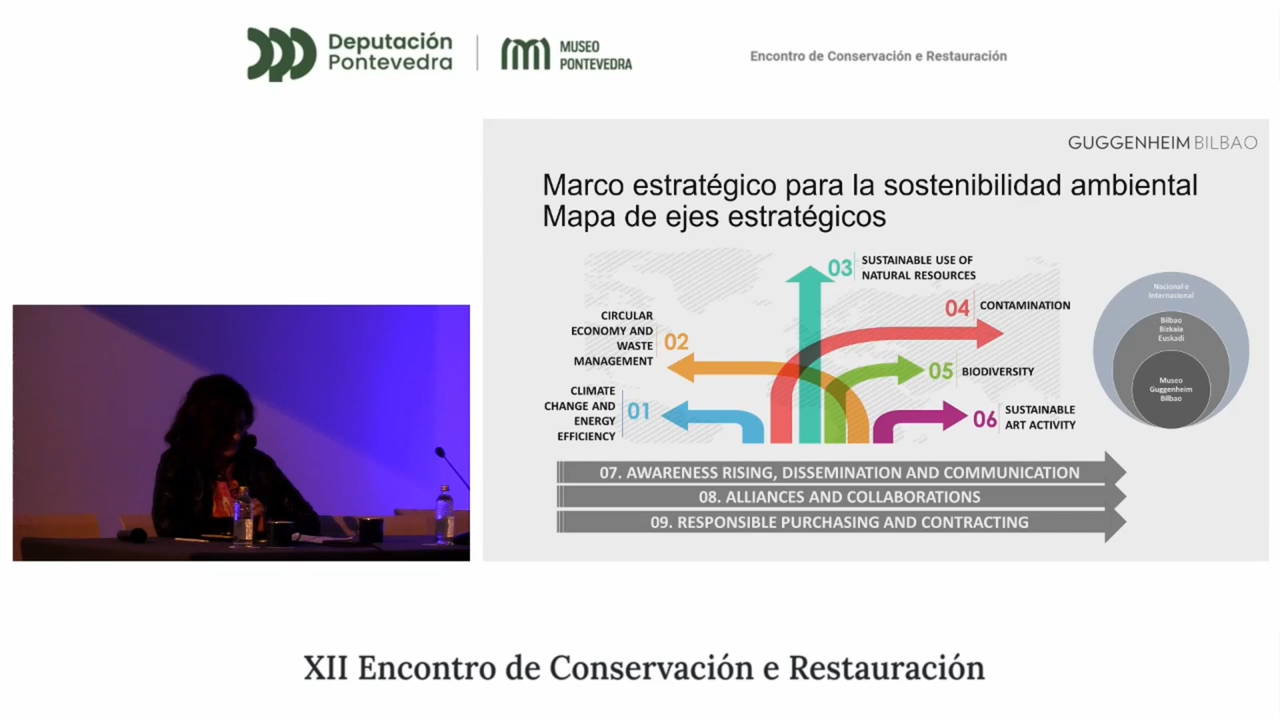 Deputación
Pontevedra
MUSEO
PONTEVEDRA
Encontro de Conservación e Restauración
GUGGENHEIM BILBAO
Marco estratégico para la sostenibilidad ambiental
Mapa de ejes estratégicos
03
SUSTAINABLE USE OF
NATURAL RESOURCES
04
CONTAMINATION
CIRCULAR
ECONOMY AND
WASTE
MANAGEMENT
02
05
BIODIVERSITY
CLIMATE
CHANGE AND
ENERGY
EFFICIENCY
01
06
SUSTAINABLE
ART ACTIVITY
Nacional e
Internacional
Bilbao
Bizkaia
Euskadi
Museo
Guggenheim
Bilbao
07. AWARENESS RISING, DISSEMINATION AND COMMUNICATION
08. ALLIANCES AND COLLABORATIONS
09. RESPONSIBLE PURCHASING AND CONTRACTING
XII Encontro de Conservación e Restauración